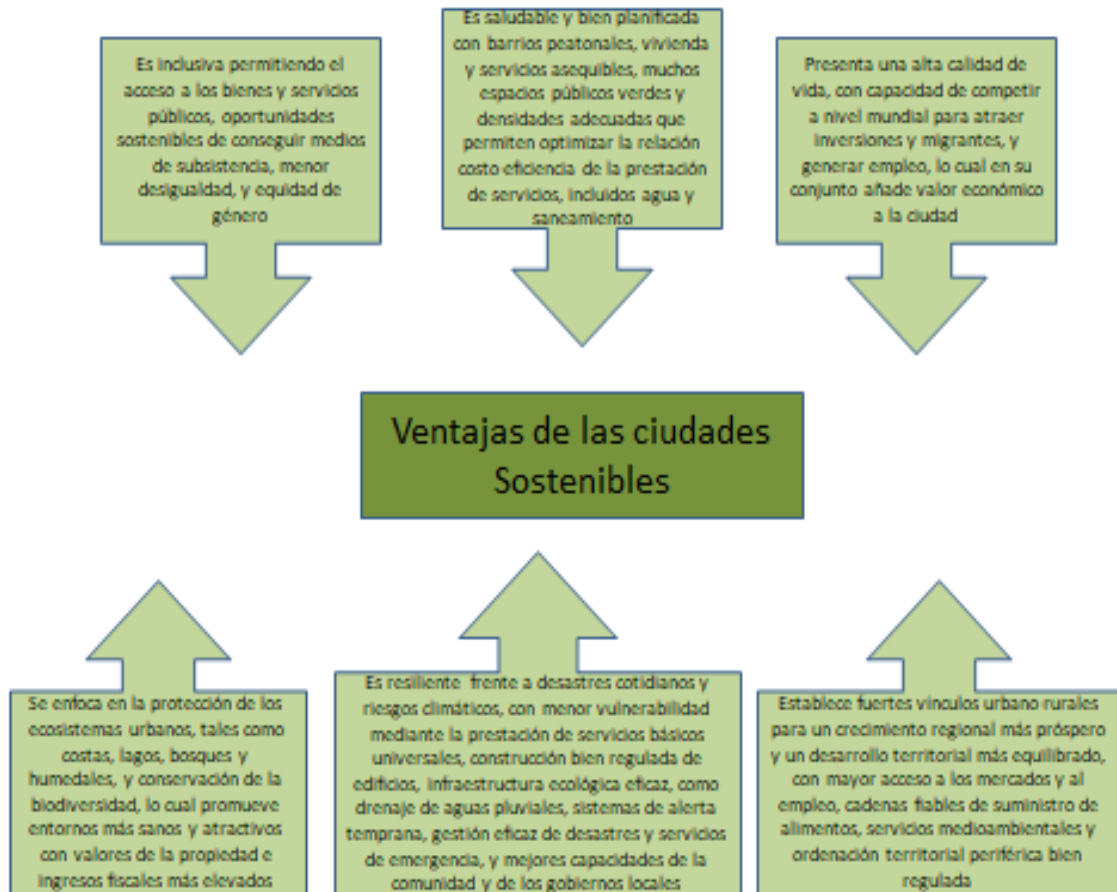 Es inclusiva permitiendo el
acceso a los bienes y servicios
públicos, oportunidades
sostenibles de conseguir medios
de subsistencia, menor
desigualdad, y equidad de
género
Es saludable y bien planificada
con barrios peatonales, vivienda
y servicios asequibles, muchos
espacios públicos verdes y
densidades adecuadas que
permiten optimizar la relación
costo-eficiencia de la prestación
de servicios, incluidos agua y
saneamiento
Presenta una alta calidad de
vida, con capacidad de competir
a nivel mundial para atraer
inversiones y migrantes, y
generar empleo, lo cual en su
conjunto añade valor económico
a la ciudad
Ventajas de las ciudades
Sostenibles
Se enfoca en la protección de los
ecosistemas urbanos, tales como
costas, lagos, bosques y
humedales, y conservación de la
biodiversidad, lo cual promueve
entornos más sanos y atractivos
con valores de la propiedad e
ingresos fiscales más elevados
Es resiliente frente a desastres cotidianos y
riesgos climáticos, con menor vulnerabilidad
mediante la prestación de servicios básicos
universales, construcción bien regulada de
edificios, infraestructura ecológica eficaz, como
drenaje de aguas pluviales, sistemas de alerta
temprana, gestión eficaz de desastres y servicios
de emergencia, y mejores capacidades de la
comunidad y de los gobiernos locales
Establece fuertes vínculos urbano-rurales
para un crecimiento regional más próspero
y un desarrollo territorial más equilibrado,
con mayor acceso a los mercados y al
empleo, cadenas fiables de suministro de
alimentos, servicios medioambientales y
ordenación territorial periférica bien
regulada